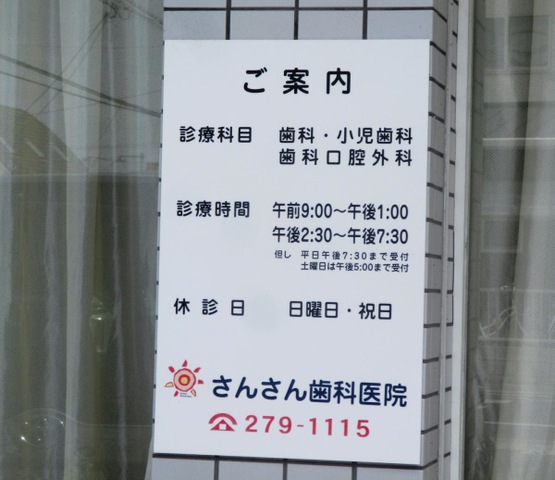 ご案内
診療科目 歯科・小児歯科
歯科口腔外科
診療時間 午前9:00～午後1:00
午後2:30～午後7:30
但し 平日午後7:30まで受付
土曜日は午後5:00まで受付
休診日 日曜日・祝日
さんさん歯科医院
279-1115